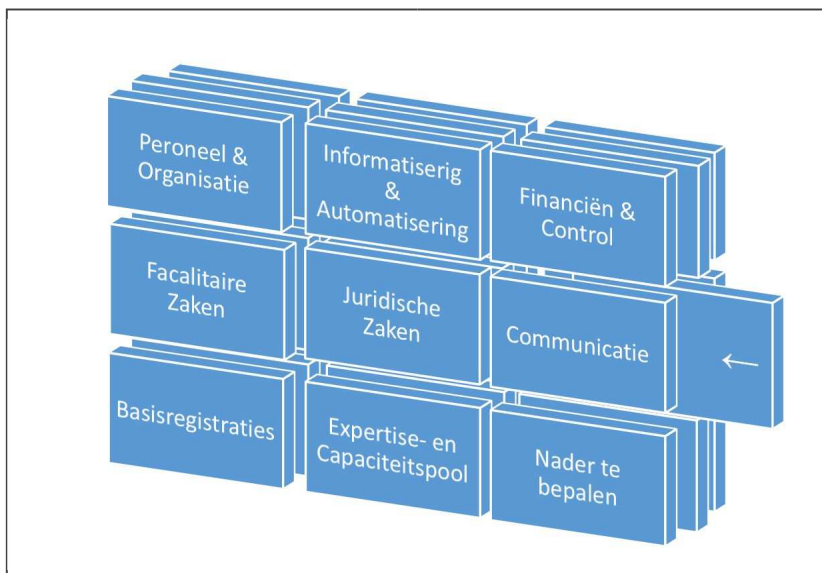 Peroneel &
Organisatie
Informatiserig
&
Automatisering
Financiën &
Control
Facalitaire
Zaken
Juridische
Zaken
Communicatie
←
Basisregistraties
Expertise- en
Capaciteitspool
Nader te
bepalen